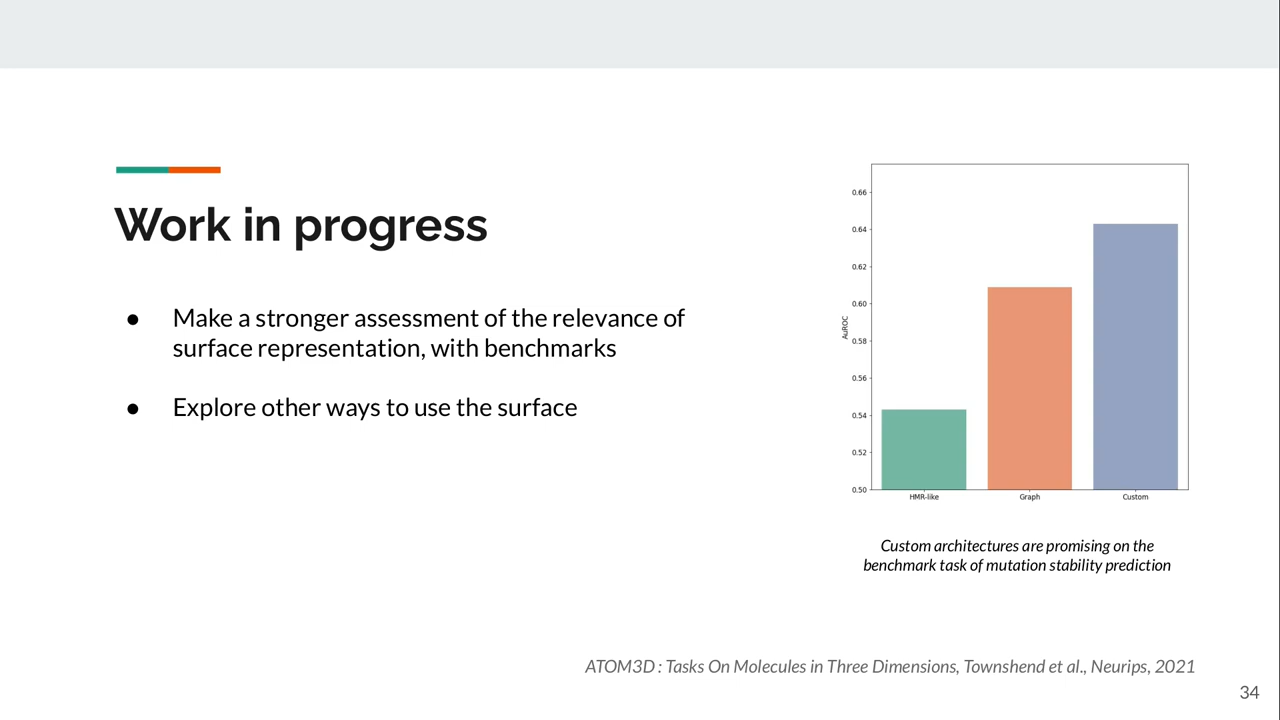 Work in progress
● Make a stronger assessment of the relevance of
surface representation, with benchmarks
● Explore other ways to use the surface
0.66
0.64
0.62
0.60
0.58
0.56
0.54
0.52
0.50
AuROC
HMR-like Graph Custom
Custom architectures are promising on the
benchmark task of mutation stability prediction
ATOM3D : Tasks On Molecules in Three Dimensions, Townshend et al., Neurips, 2021
34